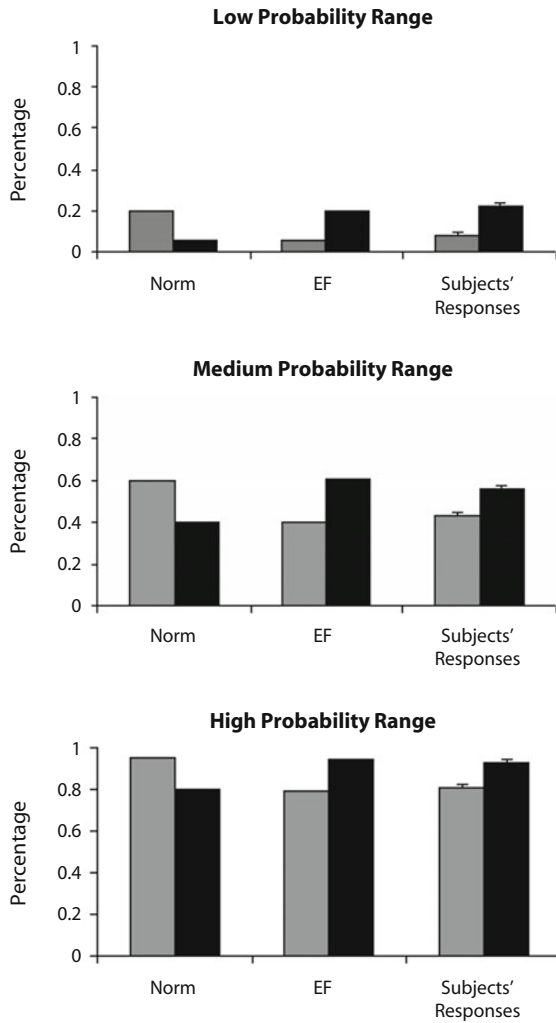 Low Probability Range
Percentage
1
0.8
0.6
0.4
0.2
0
Norm EF Subjects'
Responses
Medium Probability Range
Percentage
1
0.8
0.6
0.4
0.2
0
Norm EF Subjects'
Responses
High Probability Range
Percentage
1
0.8
0.6
0.4
0.2
0
Norm EF Subjects'
Responses